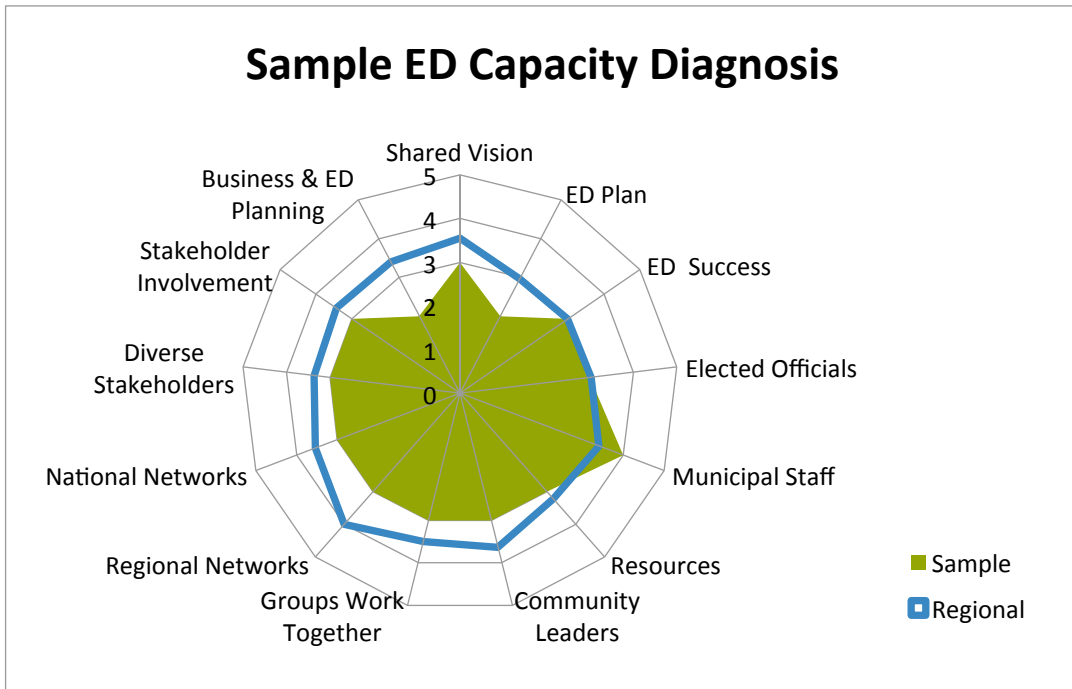 Sample ED Capacity Diagnosis
Shared Vision
ED Plan
ED  Success
Elected Officials
Municipal Staff
Resources
Community
Leaders
Groups Work
Together
Regional Networks
National Networks
Diverse
Stakeholders
Stakeholder
Involvement
Business & ED
Planning
5
4
3
2
1
0
Sample
Regional